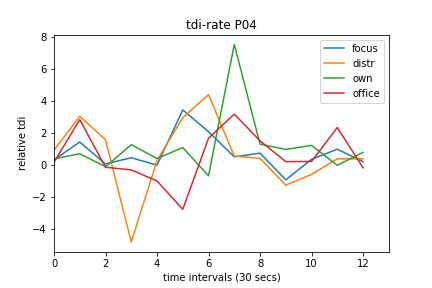 tdi-rate P04
relative tdi
8
6
4
2
0
−2
−4
focus
distr
own
office
0 2 4 6 8 10 12
time intervals (30 secs)